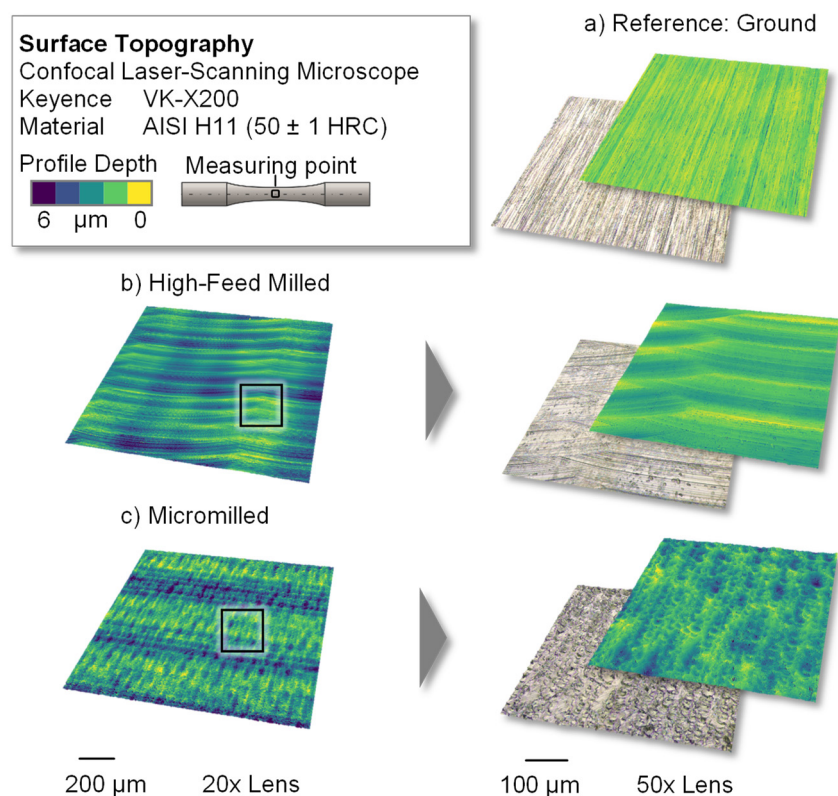 a) Reference: Ground
Surface Topography
Confocal Laser-Scanning Microscope
Keyence VK-X200
Material AISI H11 (50 ± 1 HRC)
Profile Depth Measuring point
6 µm 0
b) High-Feed Milled
c) Micromilled
200 µm 20x Lens 100 µm 50x Lens